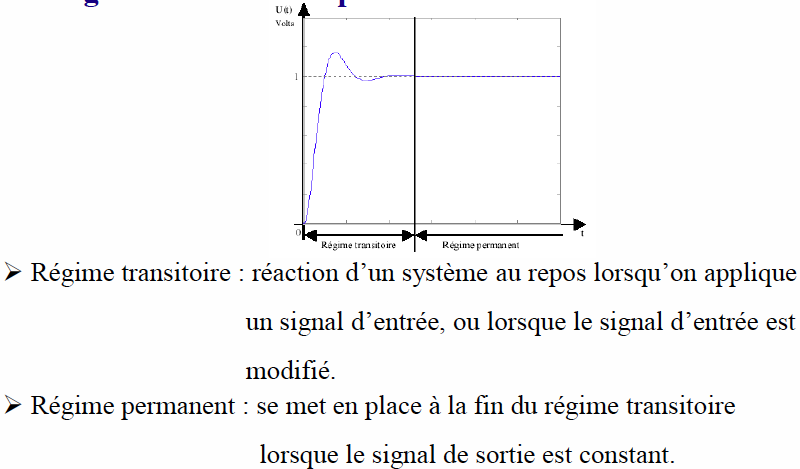 U(t)
Volts
1
0
t
Régime transitoire
Régime permanent
➢ Régime transitoire : réaction d’un système au repos lorsqu’on applique
un signal d’entrée, ou lorsque le signal d’entrée est
modifié.
➢ Régime permanent : se met en place à la fin du régime transitoire
lorsque le signal de sortie est constant.